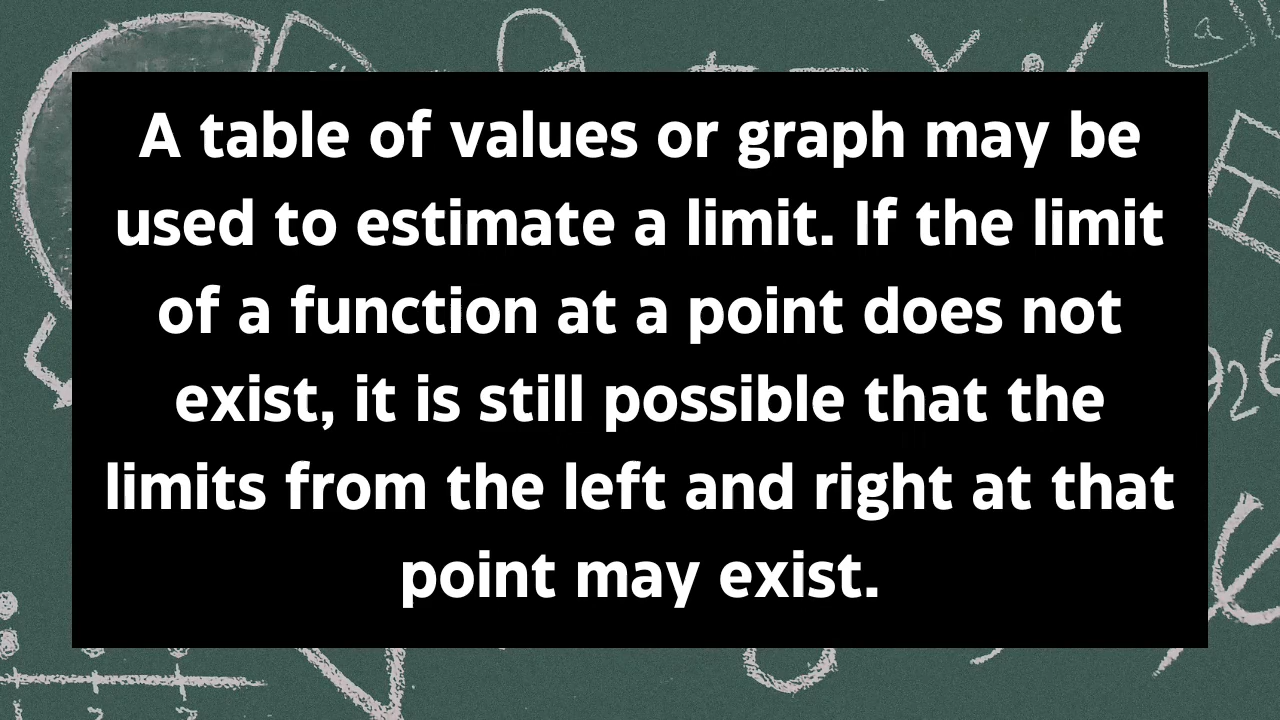 A table of values or graph may be
used to estimate a limit. If the limit
of a function at a point does not
exist, it is still possible that the
limits from the left and right at that
point may exist.